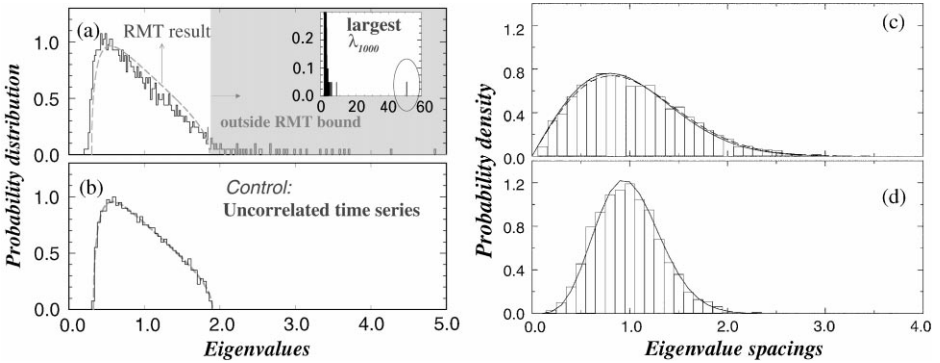 (a)
RMT result
largest
λ1000
0.3
0.2
0.1
0.0
0 20 40 60
outside RMT bound
1.0
0.5
0.0
Probability distribution
(b)
Control:
Uncorrelated time series
1.0
0.5
0.0
0.0 1.0 2.0 3.0 4.0 5.0
Eigenvalues
(c)
1.2
0.8
0.4
0.0
Probability density
(d)
1.2
0.8
0.4
0.0
0.0 1.0 2.0 3.0 4.0
Eigenvalue spacings